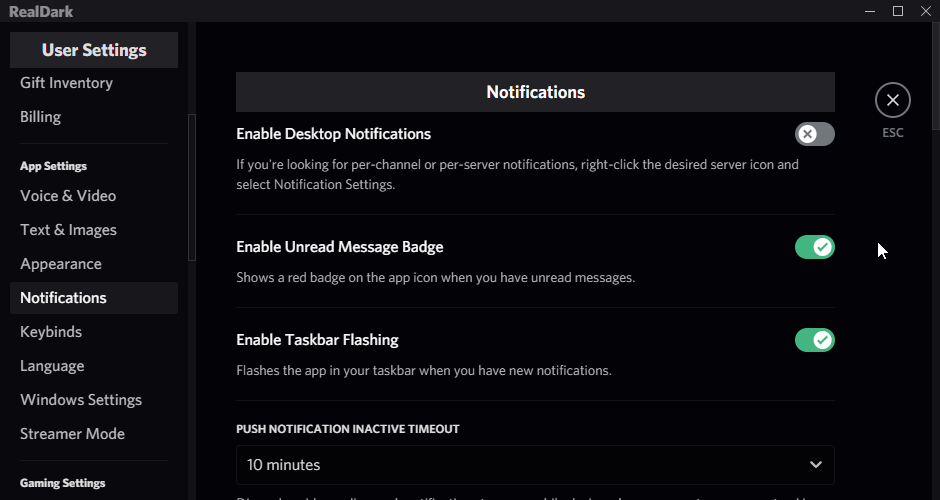 RealDark
User Settings
Gift Inventory
Billing
App Settings
Voice & Video
Text & Images
Appearance
Notifications
Keybinds
Language
Windows Settings
Streamer Mode
Gaming Settings
Notifications
Enable Desktop Notifications
If you're looking for per-channel or per-server notifications, right-click the desired server icon and
select Notification Settings.
Enable Unread Message Badge
Shows a red badge on the app icon when you have unread messages.
Enable Taskbar Flashing
Flashes the app in your taskbar when you have new notifications.
PUSH NOTIFICATION INACTIVE TIMEOUT
10 minutes
ESC